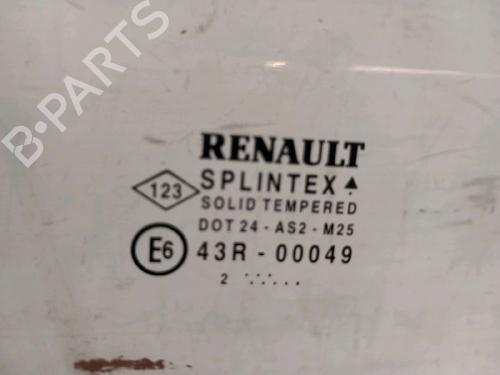 B-PARTS
RENAULT
123 SPLINTEX
SOLID TEMPERED
DOT 24 - AS2 - M25
E6 43R - 00049
2